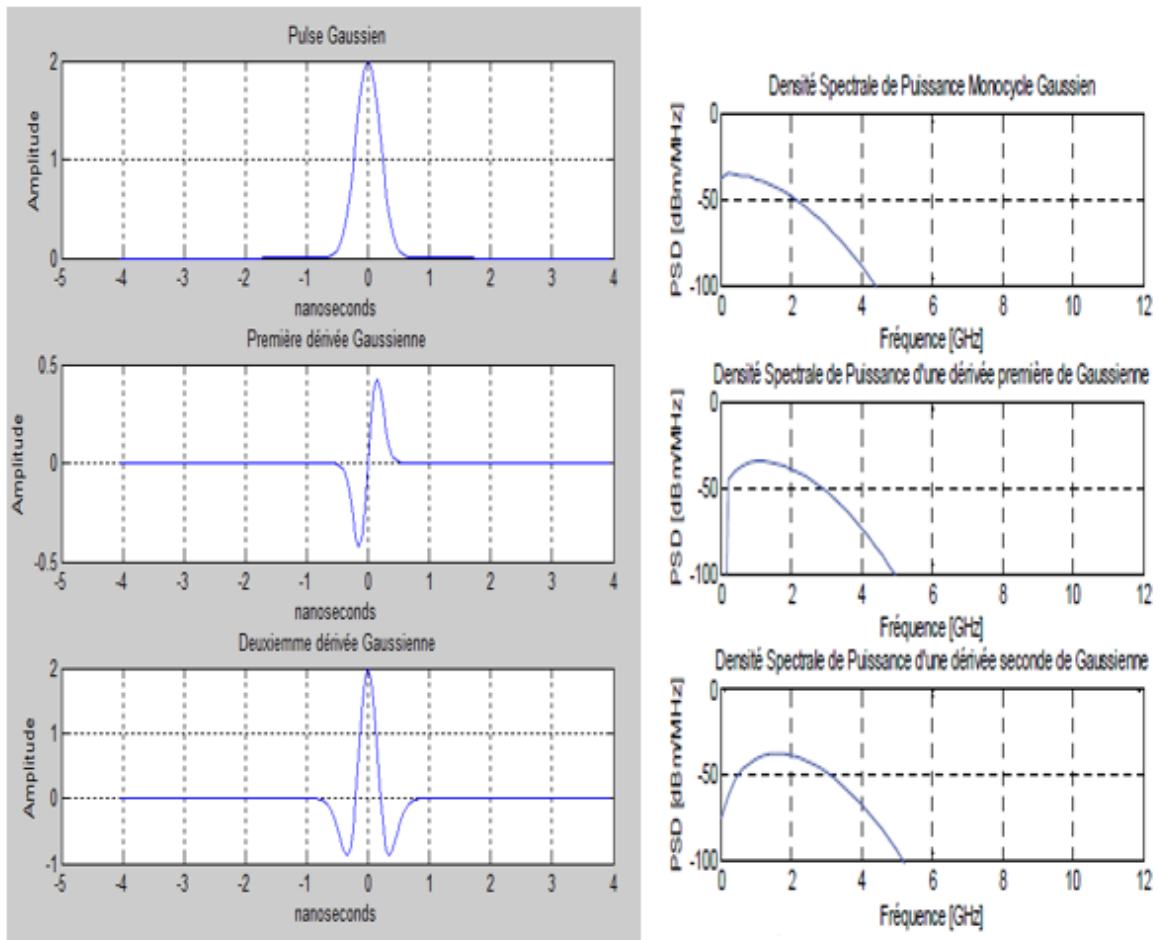 Pulse Gaussien
Amplitude
2
1
0
-5 -4 -3 -2 -1 0 1 2 3 4
nanoseconds
Première dérivée Gaussienne
Amplitude
0.5
0
-0.5
-5 -4 -3 -2 -1 0 1 2 3 4
nanoseconds
Deuxiemme dérivée Gaussienne
Amplitude
2
1
0
-1
-5 -4 -3 -2 -1 0 1 2 3 4
nanoseconds
Densité Spectrale de Puissance Monocycle Gaussien
PSD [dBm/MHz]
0
-50
-100
0 2 4 6 8 10 12
Fréquence [GHz]
Densité Spectrale de Puissance d'une dérivée première de Gaussienne
PSD [dBm/MHz]
0
-50
-100
0 2 4 6 8 10 12
Fréquence [GHz]
Densité Spectrale de Puissance d'une dérivée seconde de Gaussienne
PSD [dBm/MHz]
0
-50
-100
0 2 4 6 8 10 12
Fréquence [GHz]